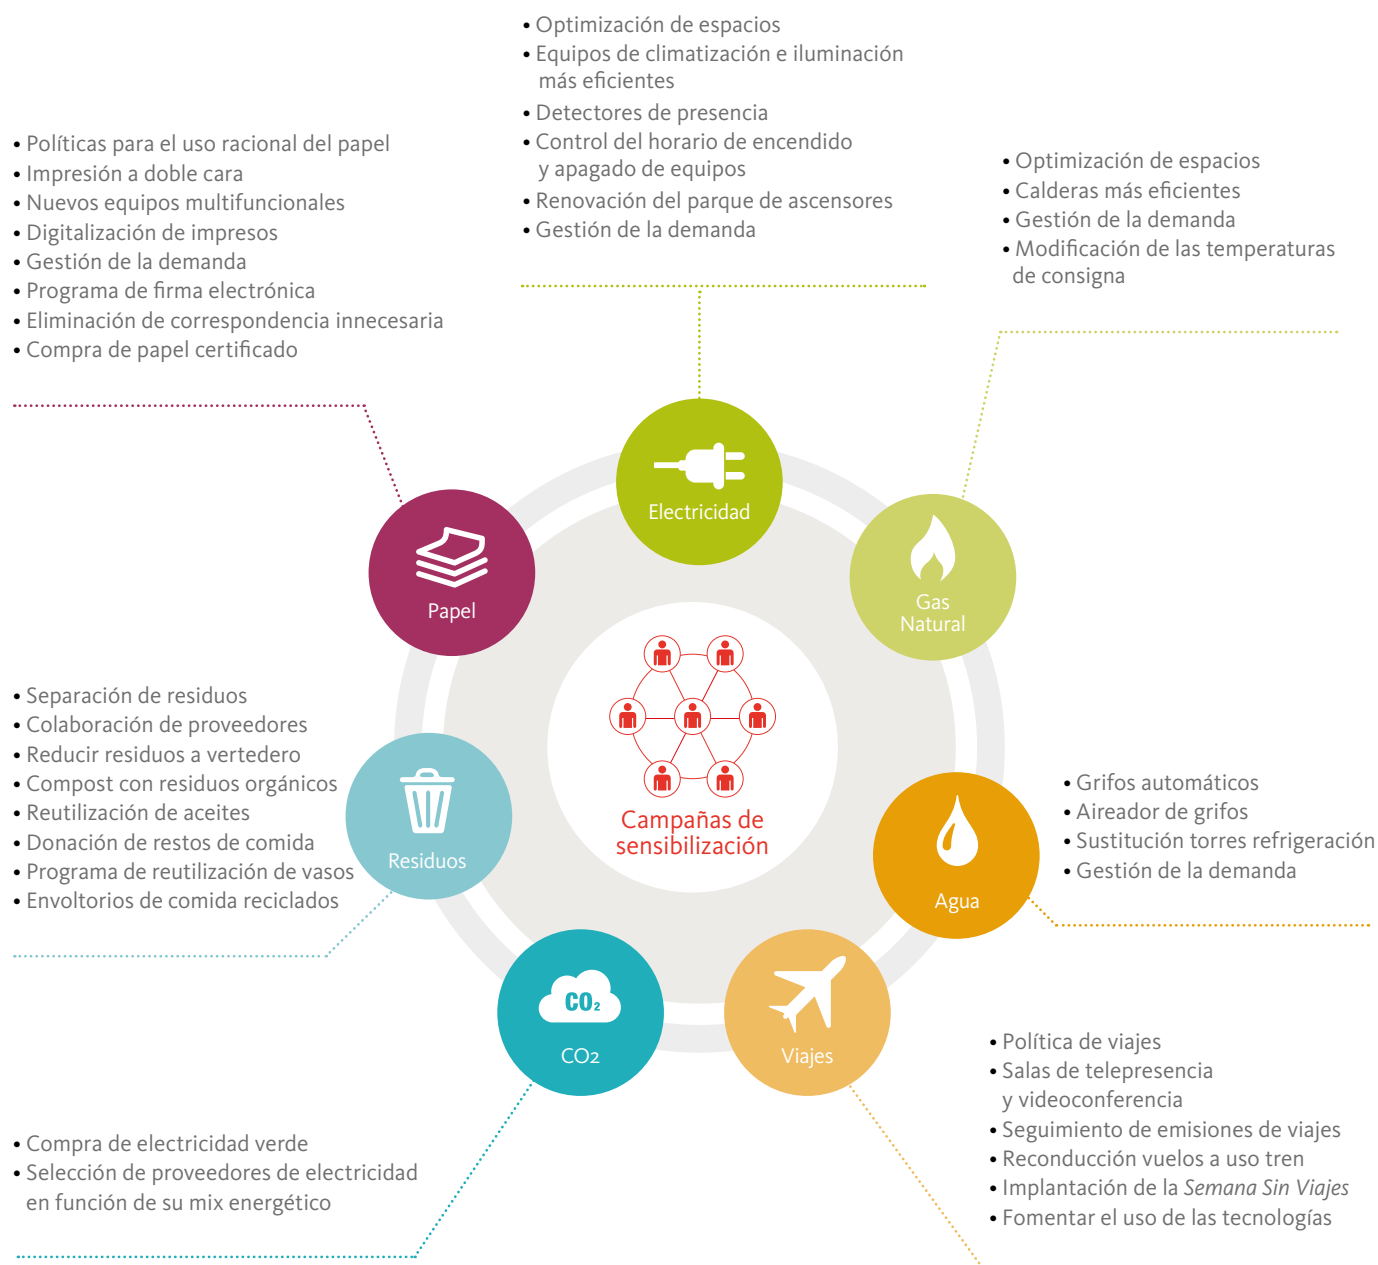 • Optimización de espacios
• Equipos de climatización e iluminación
más eficientes
• Detectores de presencia
• Control del horario de encendido
y apagado de equipos
• Renovación del parque de ascensores
• Gestión de la demanda
• Políticas para el uso racional del papel
• Impresión a doble cara
• Nuevos equipos multifuncionales
• Digitalización de impresos
• Gestión de la demanda
• Programa de firma electrónica
• Eliminación de correspondencia innecesaria
• Compra de papel certificado
• Optimización de espacios
• Calderas más eficientes
• Gestión de la demanda
• Modificación de las temperaturas
de consigna
Electricidad
Papel
Gas
Natural
• Separación de residuos
• Colaboración de proveedores
• Reducir residuos a vertedero
• Compost con residuos orgánicos
• Reutilización de aceites
• Donación de restos de comida
• Programa de reutilización de vasos
• Envoltorios de comida reciclados
Residuos
Campañas de
sensibilización
• Grifos automáticos
• Aireador de grifos
• Sustitución torres refrigeración
• Gestión de la demanda
Agua
CO₂
CO2
Viajes
• Compra de electricidad verde
• Selección de proveedores de electricidad
en función de su mix energético
• Política de viajes
• Salas de telepresencia
y videoconferencia
• Seguimiento de emisiones de viajes
• Reconducción vuelos a uso tren
• Implantación de la Semana Sin Viajes
• Fomentar el uso de las tecnologías